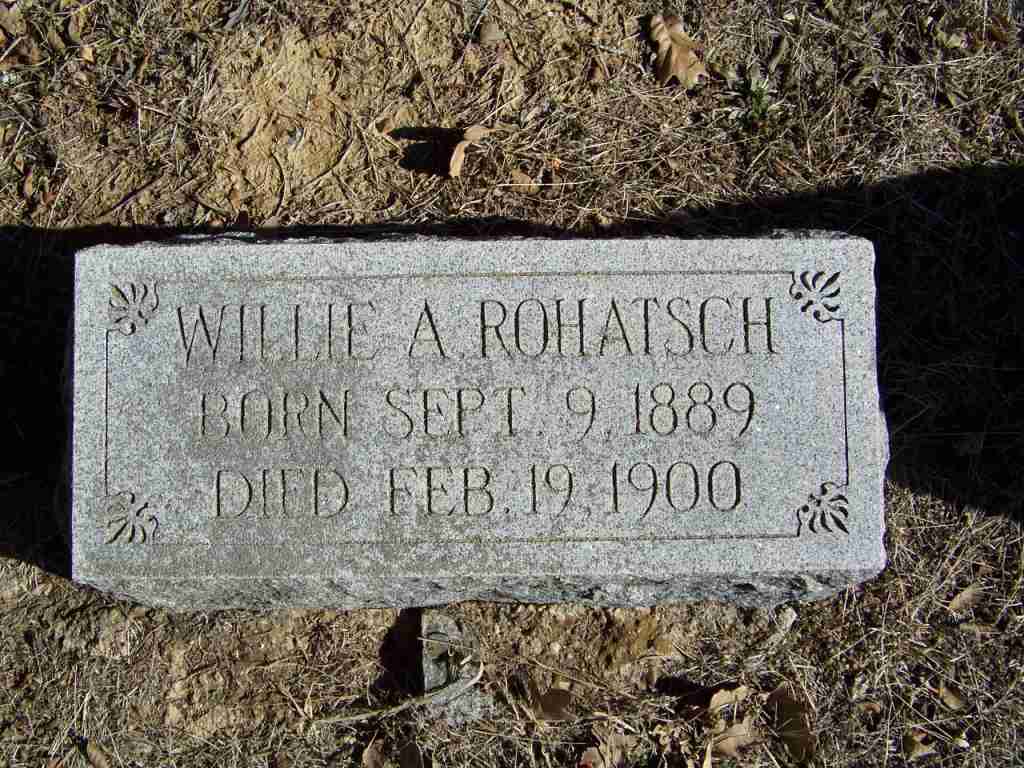 WILLIE A. ROHATSCH
BORN SEPT. 9, 1889
DIED FEB. 19, 1900